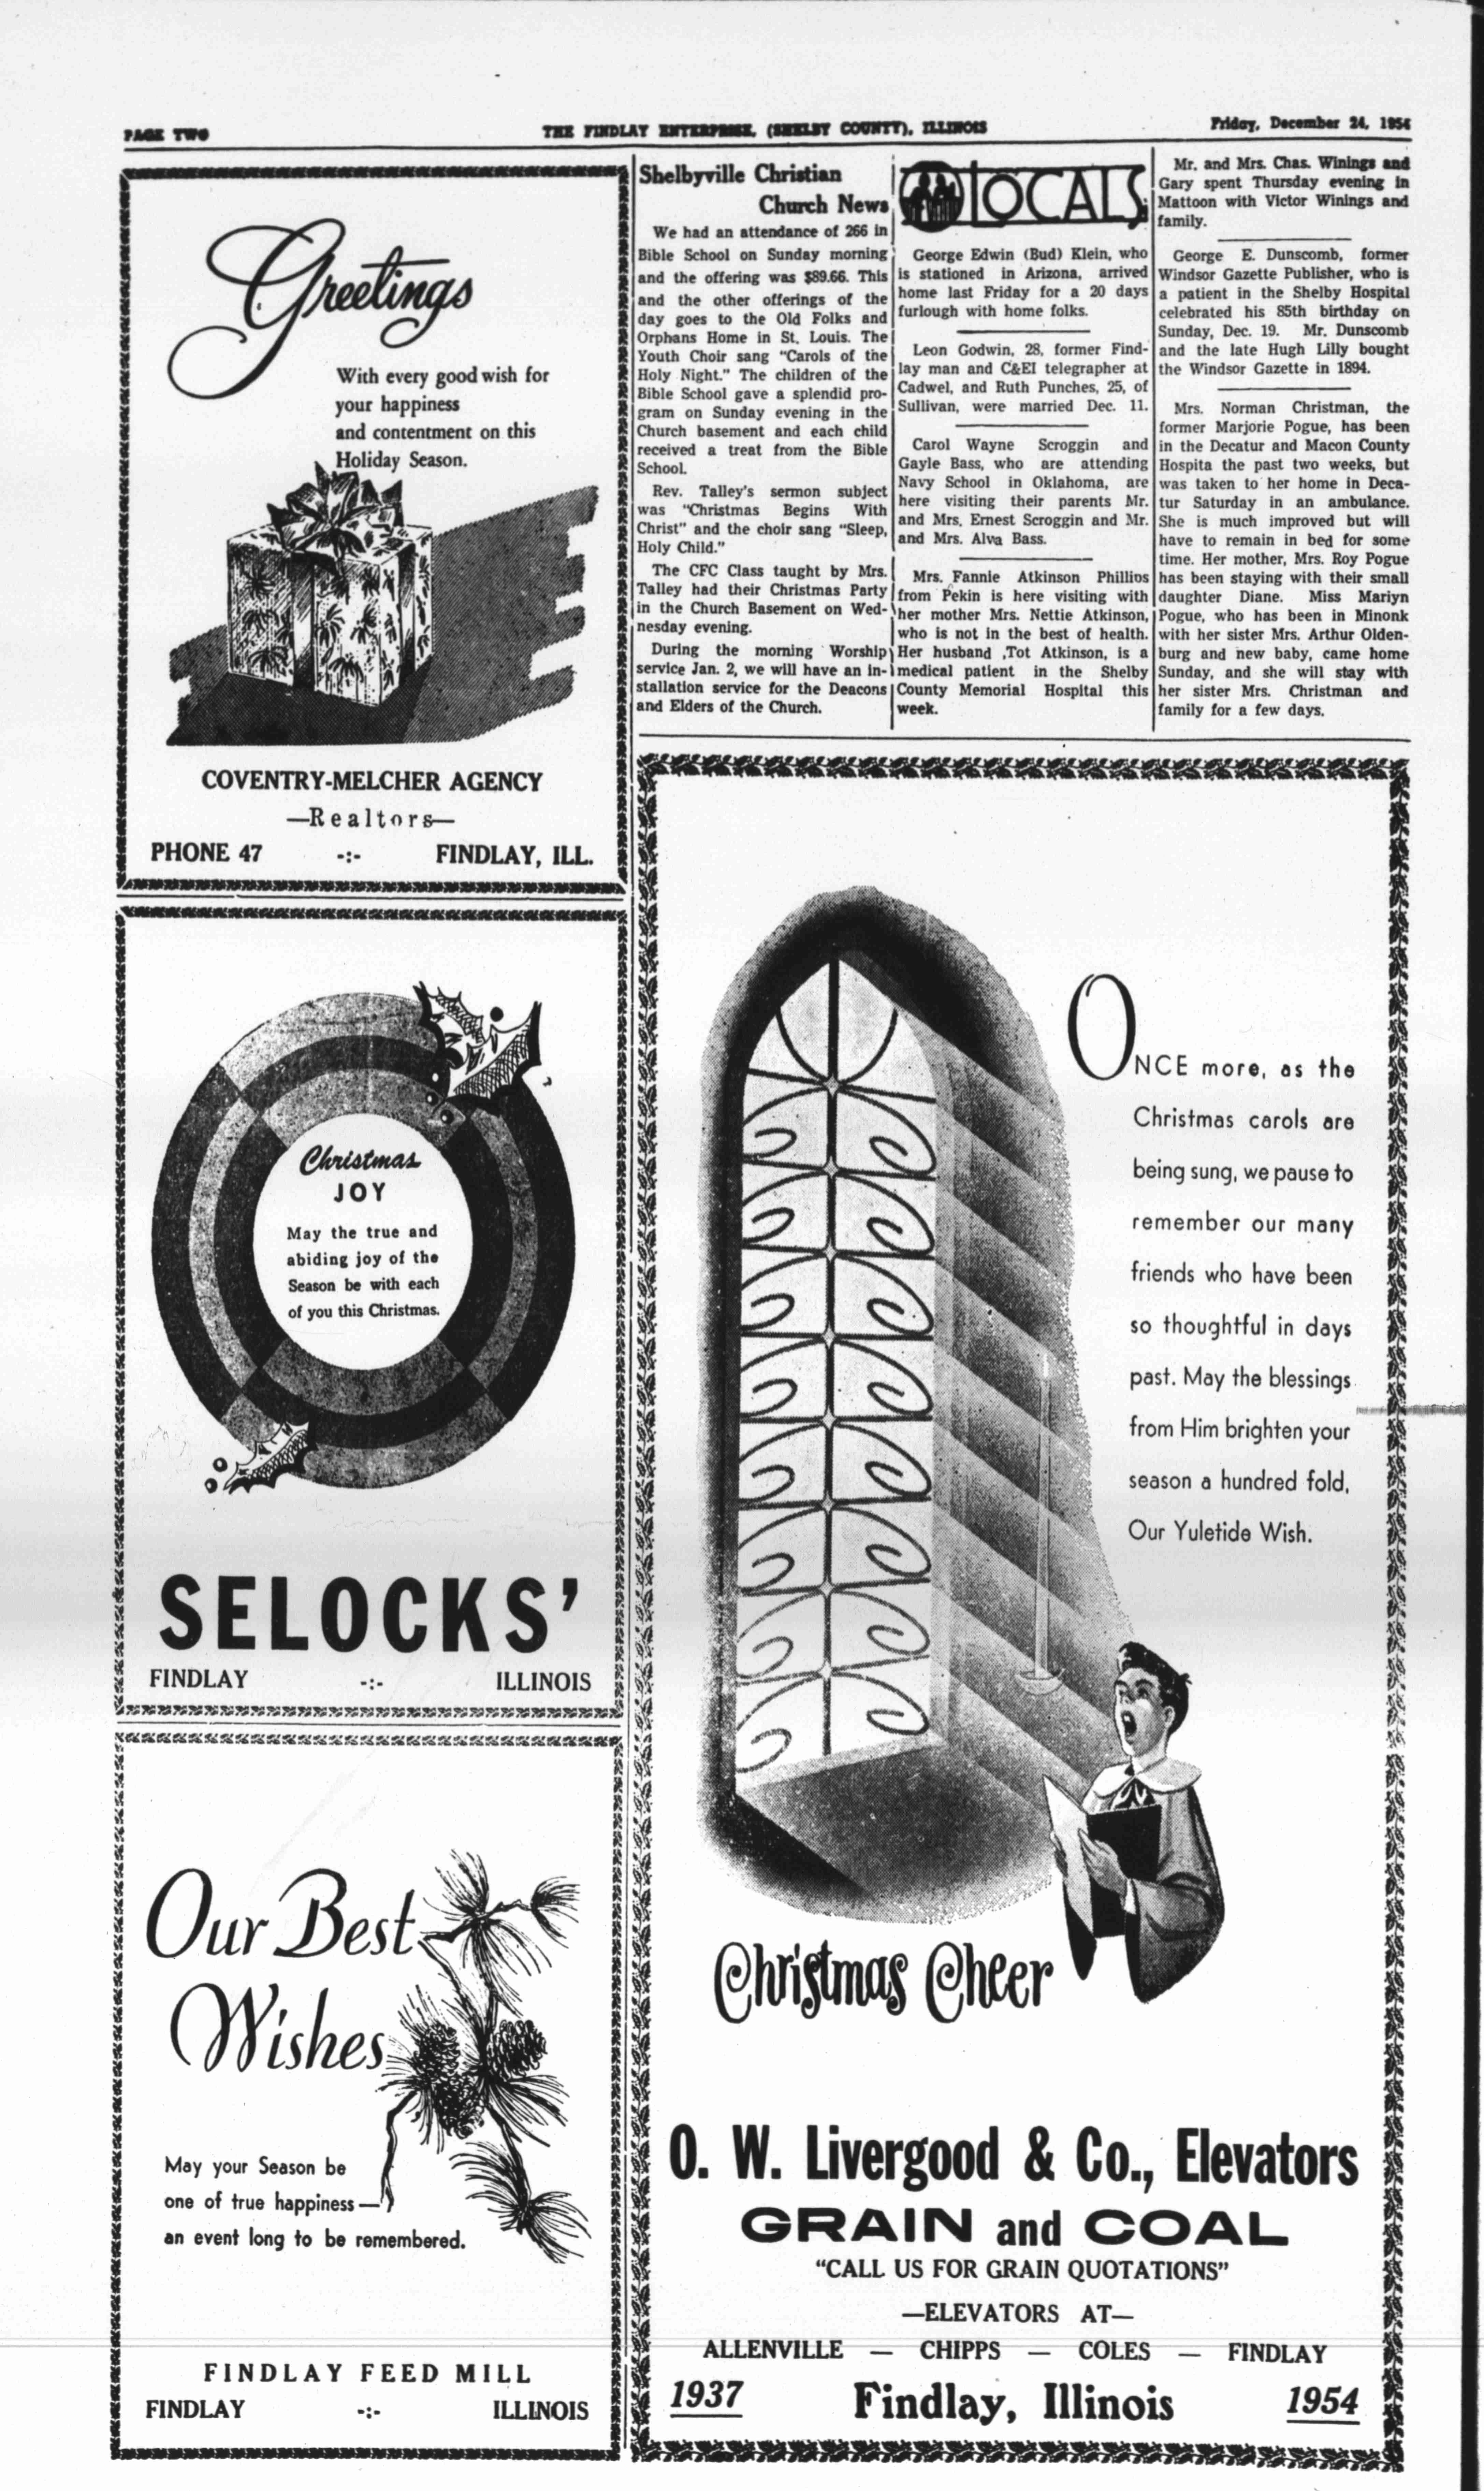 PAGE TWO
THE FINDLAY ENTERPRISE, (SHELBY COUNTY), ILLINOIS
Friday, December 24, 1954
Greetings
With every good wish for
your happiness
and contentment on this
Holiday Season.
COVENTRY-MELCHER AGENCY
—Realtors—
PHONE 47 -:- FINDLAY, ILL.
Christmas
JOY
May the true and
abiding joy of the
Season be with each
of you this Christmas.
SELOCKS'
FINDLAY -:- ILLINOIS
Our Best
Wishes
May your Season be
one of true happiness—
an event long to be remembered.
FINDLAY FEED MILL
FINDLAY -:- ILLINOIS
Shelbyville Christian
Church News
We had an attendance of 266 in
Bible School on Sunday morning
and the offering was $89.66. This
and the other offerings of the
day goes to the Old Folks and
Orphans Home in St. Louis. The
Youth Choir sang "Carols of the
Holy Night." The children of the
Bible School gave a splendid pro-
gram on Sunday evening in the
Church basement and each child
received a treat from the Bible
School.
Rev. Talley's sermon subject
was "Christmas Begins With
Christ" and the choir sang "Sleep,
Holy Child."
The CFC Class taught by Mrs.
Talley had their Christmas Party
in the Church Basement on Wed-
nesday evening.
During the morning Worship
service Jan. 2, we will have an in-
stallation service for the Deacons
and Elders of the Church.
LOCALS
George Edwin (Bud) Klein, who
is stationed in Arizona, arrived
home last Friday for a 20 days
furlough with home folks.
Leon Godwin, 28, former Find-
lay man and C&EI telegrapher at
Cadwel, and Ruth Punches, 25, of
Sullivan, were married Dec. 11.
Carol Wayne Scroggin and
Gayle Bass, who are attending
Navy School in Oklahoma, are
here visiting their parents Mr.
and Mrs. Ernest Scroggin and Mr.
and Mrs. Alva Bass.
Mrs. Fannie Atkinson Phillios
from Pekin is here visiting with
her mother Mrs. Nettie Atkinson,
who is not in the best of health.
Her husband ,Tot Atkinson, is a
medical patient in the Shelby
County Memorial Hospital this
week.
Mr. and Mrs. Chas. Winings and
Gary spent Thursday evening in
Mattoon with Victor Winings and
family.
George E. Dunscomb, former
Windsor Gazette Publisher, who is
a patient in the Shelby Hospital
celebrated his 85th birthday on
Sunday, Dec. 19. Mr. Dunscomb
and the late Hugh Lilly bought
the Windsor Gazette in 1894.
Mrs. Norman Christman, the
former Marjorie Pogue, has been
in the Decatur and Macon County
Hospita the past two weeks, but
was taken to her home in Deca-
tur Saturday in an ambulance.
She is much improved but will
have to remain in bed for some
time. Her mother, Mrs. Roy Pogue
has been staying with their small
daughter Diane. Miss Mariyn
Pogue, who has been in Minonk
with her sister Mrs. Arthur Olden-
burg and new baby, came home
Sunday, and she will stay with
her sister Mrs. Christman and
family for a few days.
ONCE more, as the
Christmas carols are
being sung, we pause to
remember our many
friends who have been
so thoughtful in days
past. May the blessings
from Him brighten your
season a hundred fold,
Our Yuletide Wish.
Christmas Cheer
O. W. Livergood & Co., Elevators
GRAIN and COAL
"CALL US FOR GRAIN QUOTATIONS"
—ELEVATORS AT—
ALLENVILLE — CHIPPS — COLES — FINDLAY
1937 Findlay, Illinois 1954